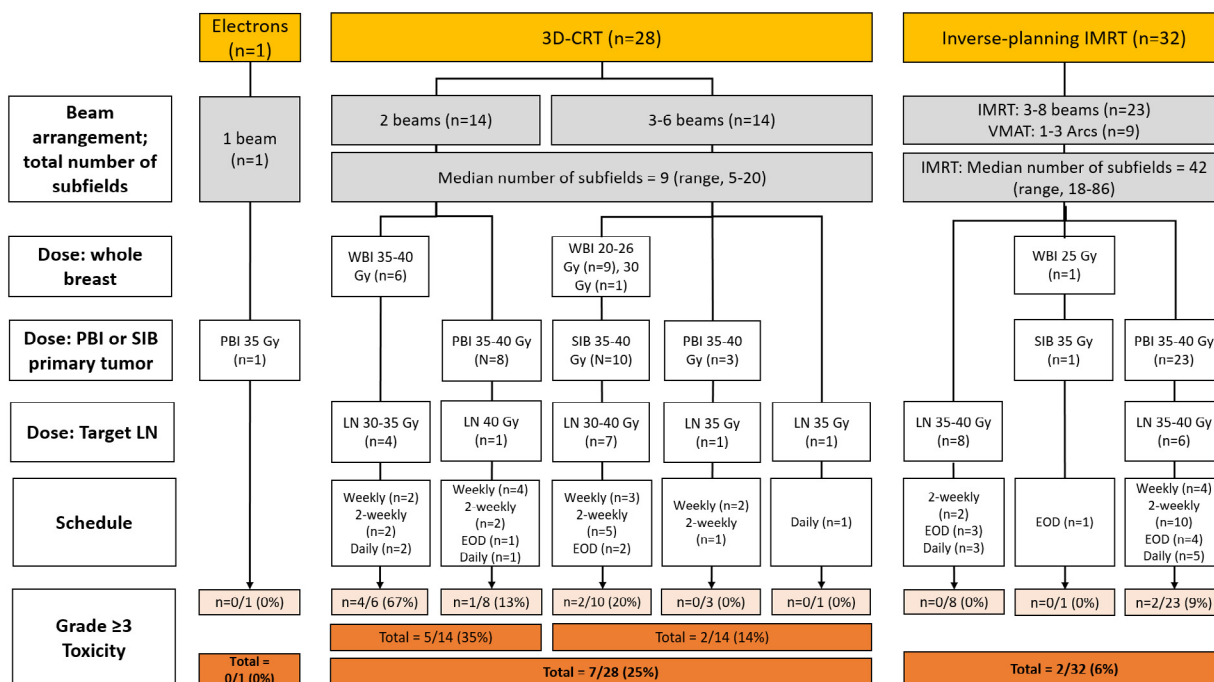 Electrons
(n=1)
3D-CRT (n=28)
Inverse-planning IMRT (n=32)
Beam
arrangement;
total number of
subfields
1 beam
(n=1)
2 beams (n=14)
3-6 beams (n=14)
Median number of subfields = 9 (range, 5-20)
IMRT: 3-8 beams (n=23)
VMAT: 1-3 Arcs (n=9)
IMRT: Median number of subfields = 42
(range, 18-86)
Dose: whole
breast
WBI 35-40
Gy (n=6)
WBI 20-26
Gy (n=9), 30
Gy (n=1)
WBI 25 Gy
(n=1)
Dose: PBI or SIB
primary tumor
PBI 35 Gy
(n=1)
PBI 35-40 Gy
(N=8)
SIB 35-40
Gy (N=10)
PBI 35-40
Gy (n=3)
SIB 35 Gy
(n=1)
PBI 35-40 Gy
(n=23)
Dose: Target LN
LN 30-35 Gy
(n=4)
LN 40 Gy
(n=1)
LN 30-40 Gy
(n=7)
LN 35 Gy
(n=1)
LN 35 Gy
(n=1)
LN 35-40 Gy
(n=8)
LN 35-40 Gy
(n=6)
Schedule
Weekly (n=2)
2-weekly
(n=2)
Daily (n=2)
Weekly (n=4)
2-weekly
(n=2)
EOD (n=1)
Daily (n=1)
Weekly (n=3)
2-weekly
(n=5)
EOD (n=2)
Weekly (n=2)
2-weekly
(n=1)
Daily (n=1)
2-weekly
(n=2)
EOD (n=3)
Daily (n=3)
EOD (n=1)
Weekly (n=4)
2-weekly
(n=10)
EOD (n=4)
Daily (n=5)
Grade ≥3
Toxicity
n=0/1 (0%)
n=4/6 (67%)
n=1/8 (13%)
n=2/10 (20%)
n=0/3 (0%)
n=0/1 (0%)
n=0/8 (0%)
n=0/1 (0%)
n=2/23 (9%)
Total = 5/14 (35%)
Total = 2/14 (14%)
Total =
0/1 (0%)
Total = 7/28 (25%)
Total = 2/32 (6%)